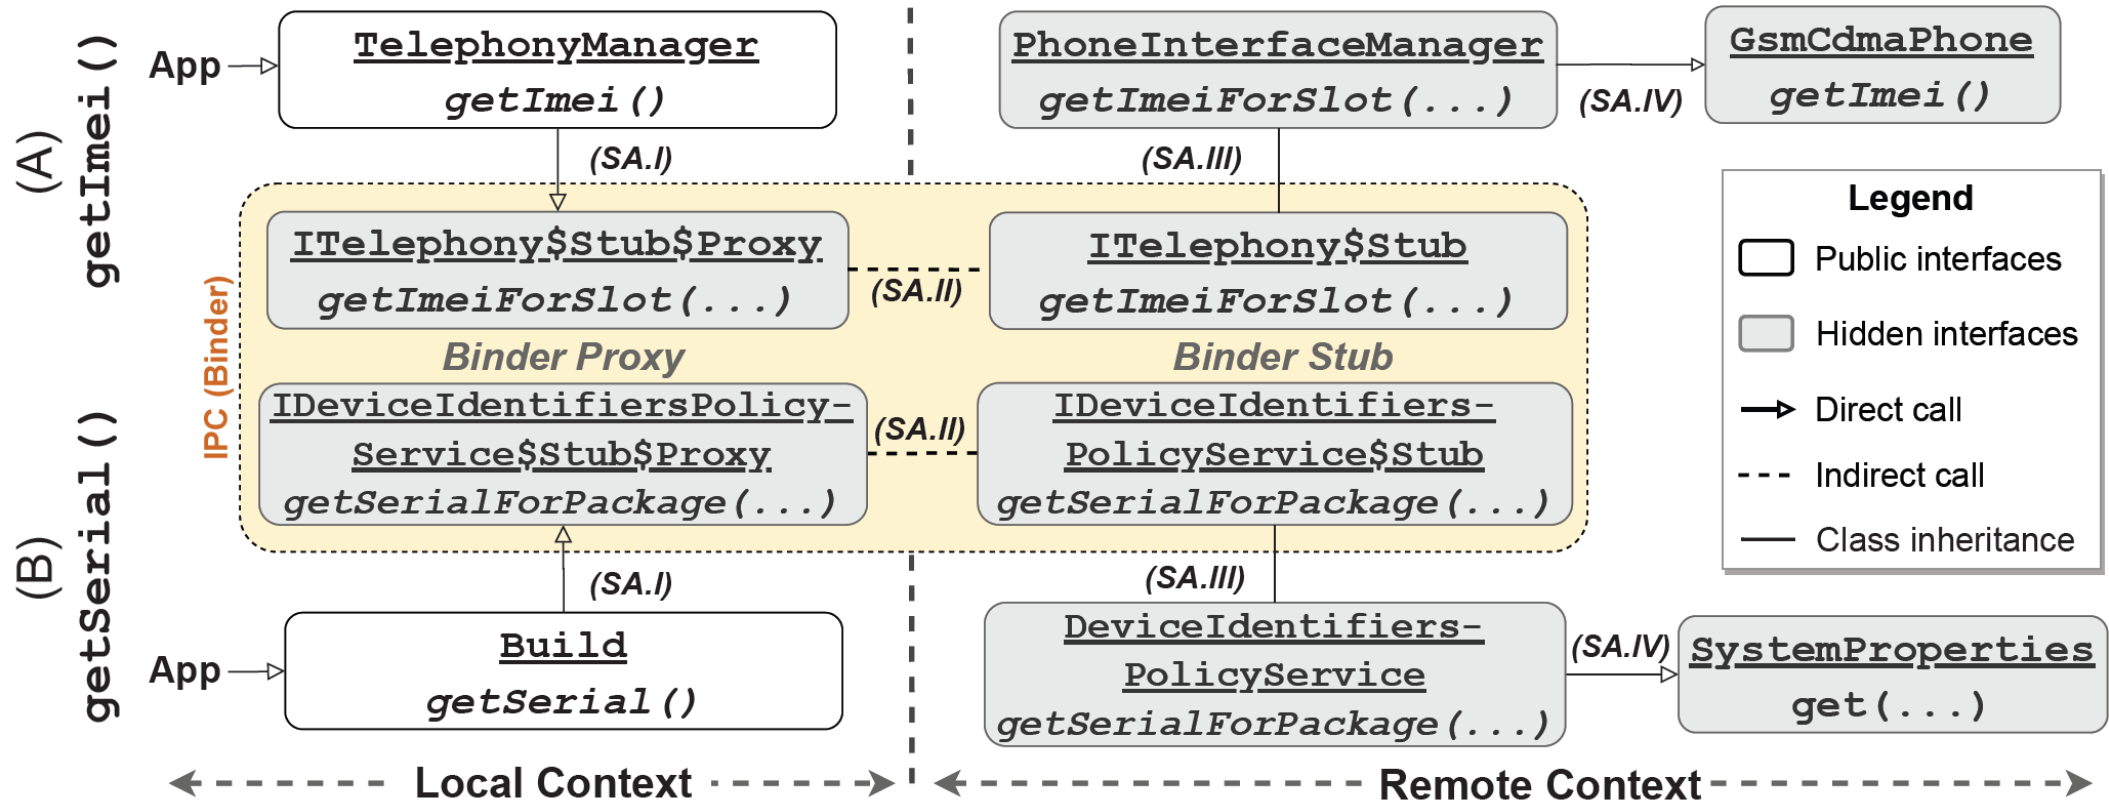 (A)
getImei()
App
TelephonyManager
getImei()
(SA.I)
PhoneInterfaceManager
getImeiForSlot(...)
(SA.IV)
GsmCdmaPhone
getImei()
(SA.III)
IPC (Binder)
ITelephony$Stub$Proxy
getImeiForSlot(...)
(SA.II)
ITelephony$Stub
getImeiForSlot(...)
Binder Proxy
Binder Stub
IDeviceIdentifiersPolicy-
Service$Stub$Proxy
getSerialForPackage(...)
(SA.II)
IDeviceIdentifiers-
PolicyService$Stub
getSerialForPackage(...)
(B)
getSerial()
(SA.I)
App
Build
getSerial()
(SA.III)
DeviceIdentifiers-
PolicyService
getSerialForPackage(...)
(SA.IV)
SystemProperties
get(...)
Local Context
Remote Context
Legend
Public interfaces
Hidden interfaces
Direct call
Indirect call
Class inheritance